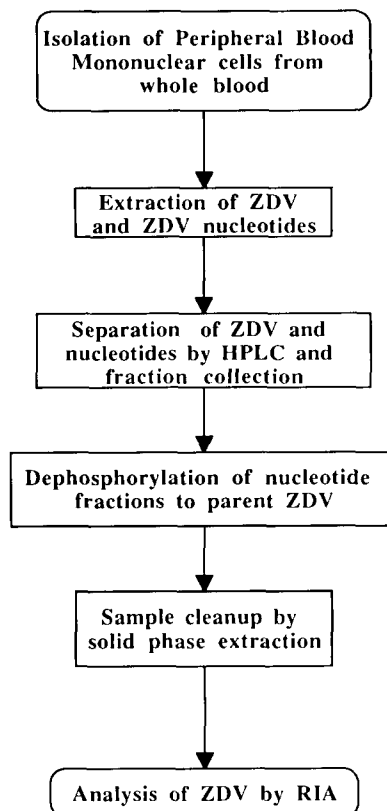 Isolation of Peripheral Blood
Mononuclear cells from
whole blood
Extraction of ZDV
and ZDV nucleotides
Separation of ZDV and
nucleotides by HPLC and
fraction collection
Dephosphorylation of nucleotide
fractions to parent ZDV
Sample cleanup by
solid phase extraction
Analysis of ZDV by RIA